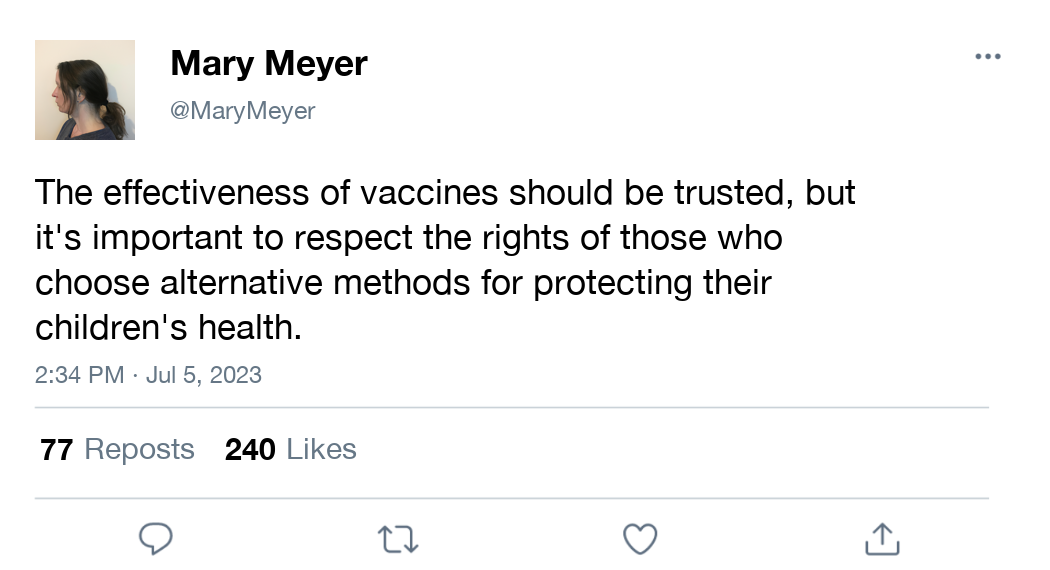 Mary Meyer
@MaryMeyer
The effectiveness of vaccines should be trusted, but
it's important to respect the rights of those who
choose alternative methods for protecting their
children's health.
2:34 PM · Jul 5, 2023
77 Reposts 240 Likes